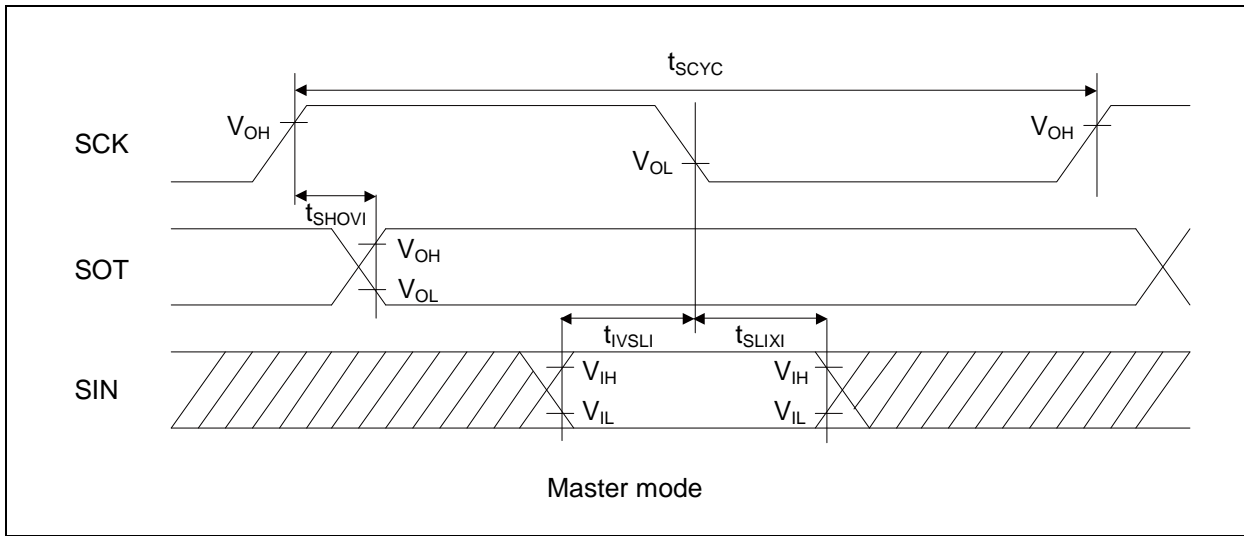 tSCYC
VOH
SCK
VOL
VOH
tSHOVI
VOH
SOT
VOL
tIVSLI
tSLIXI
VIH
VIH
SIN
VIL
VIL
Master mode